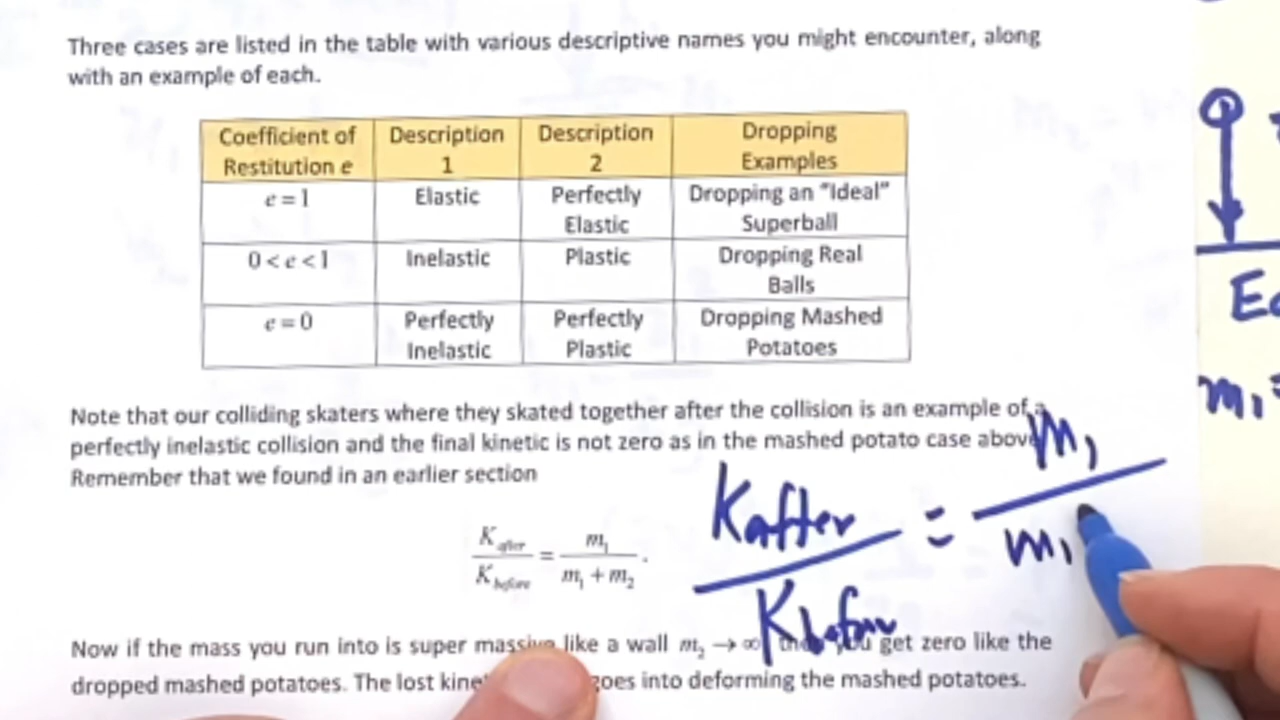 Three cases are listed in the table with various descriptive names you might encounter, along
with an example of each.
Coefficient of Restitution e Description 1 Description 2 Dropping Examples
e = 1 Elastic Perfectly Elastic Dropping an "Ideal" Superball
0 < e < 1 Inelastic Plastic Dropping Real Balls
e = 0 Perfectly Inelastic Perfectly Plastic Dropping Mashed Potatoes
Note that our colliding skaters where they skated together after the collision is an example of a
perfectly inelastic collision and the final kinetic is not zero as in the mashed potato case above
Remember that we found in an earlier section
K after / K before = m₁ / m₁ + m₂ .
Kafter / Kbefore = m₁ / m₁
Now if the mass you run into is super massive like a wall m₂ → ∞ you get zero like the
dropped mashed potatoes. The lost goes into deforming the mashed potatoes.
m₁ =